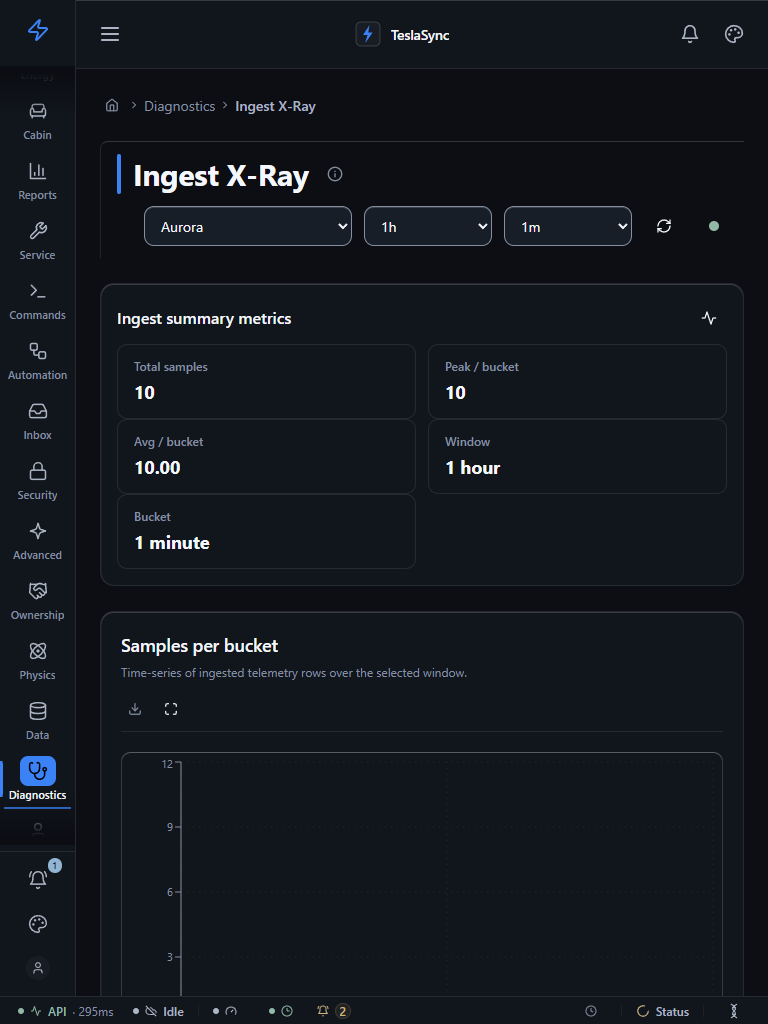 TeslaSync
Energy
Cabin
Reports
Service
Commands
Automation
Inbox
Security
Advanced
Ownership
Physics
Data
Diagnostics
1
Diagnostics > Ingest X-Ray
Ingest X-Ray
Aurora 1h 1m
Ingest summary metrics
Total samples
10
Peak / bucket
10
Avg / bucket
10.00
Window
1 hour
Bucket
1 minute
Samples per bucket
Time-series of ingested telemetry rows over the selected window.
12
9
6
3
API · 295ms Idle 2 Status